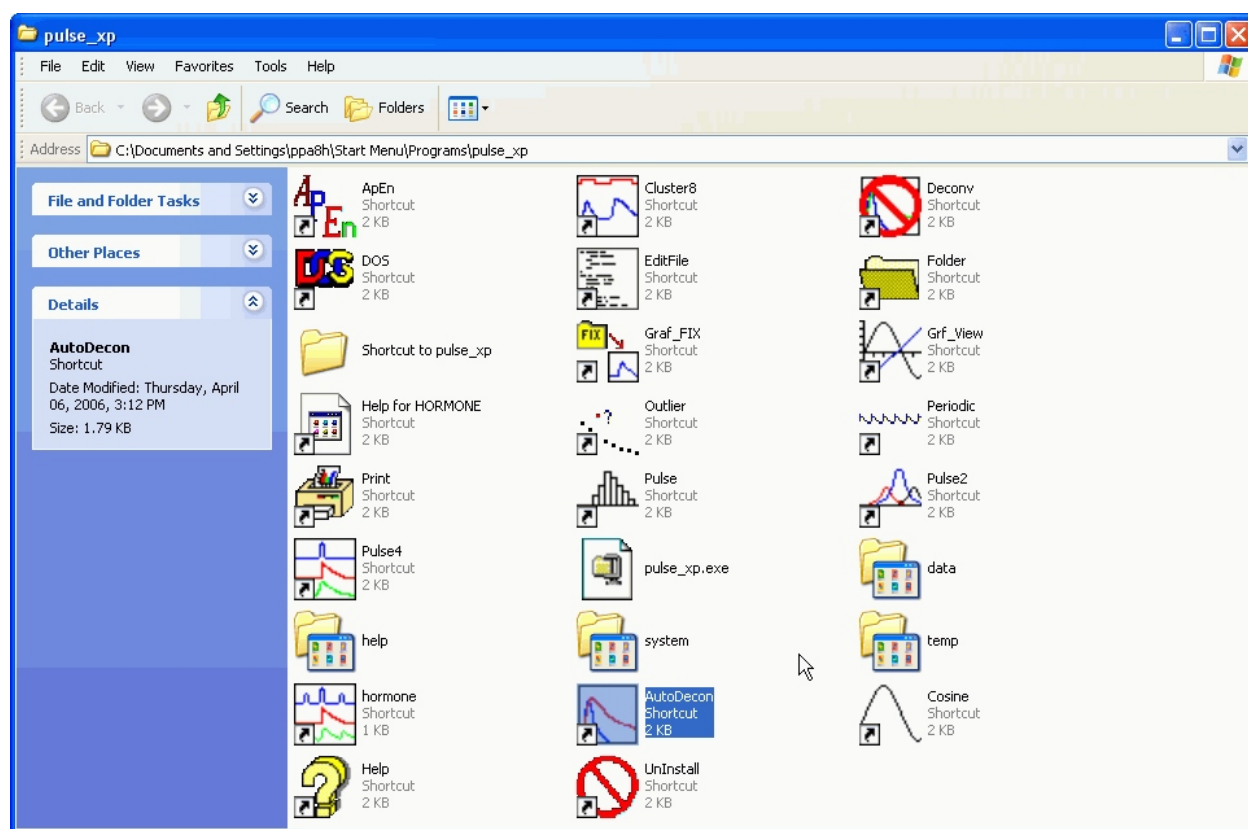 pulse_xp
File Edit View Favorites Tools Help
Back Search Folders
Address C:\Documents and Settings\ppa8h\Start Menu\Programs\pulse_xp
File and Folder Tasks
Other Places
Details
AutoDecon
Shortcut
Date Modified: Thursday, April
06, 2006, 3:12 PM
Size: 1.79 KB
Ap
En
ApEn
Shortcut
2 KB
Cluster8
Shortcut
2 KB
Deconv
Shortcut
2 KB
DOS
DOS
Shortcut
2 KB
EditFile
Shortcut
2 KB
Folder
Shortcut
2 KB
Shortcut to pulse_xp
FIX
Graf_FIX
Shortcut
2 KB
Grf_View
Shortcut
2 KB
Help for HORMONE
Shortcut
2 KB
?
Outlier
Shortcut
2 KB
Periodic
Shortcut
2 KB
Print
Shortcut
2 KB
Pulse
Shortcut
2 KB
Pulse2
Shortcut
2 KB
Pulse4
Shortcut
2 KB
pulse_xp.exe
data
help
system
temp
hormone
Shortcut
1 KB
AutoDecon
Shortcut
2 KB
Cosine
Shortcut
2 KB
?
Help
Shortcut
2 KB
UnInstall
Shortcut
2 KB